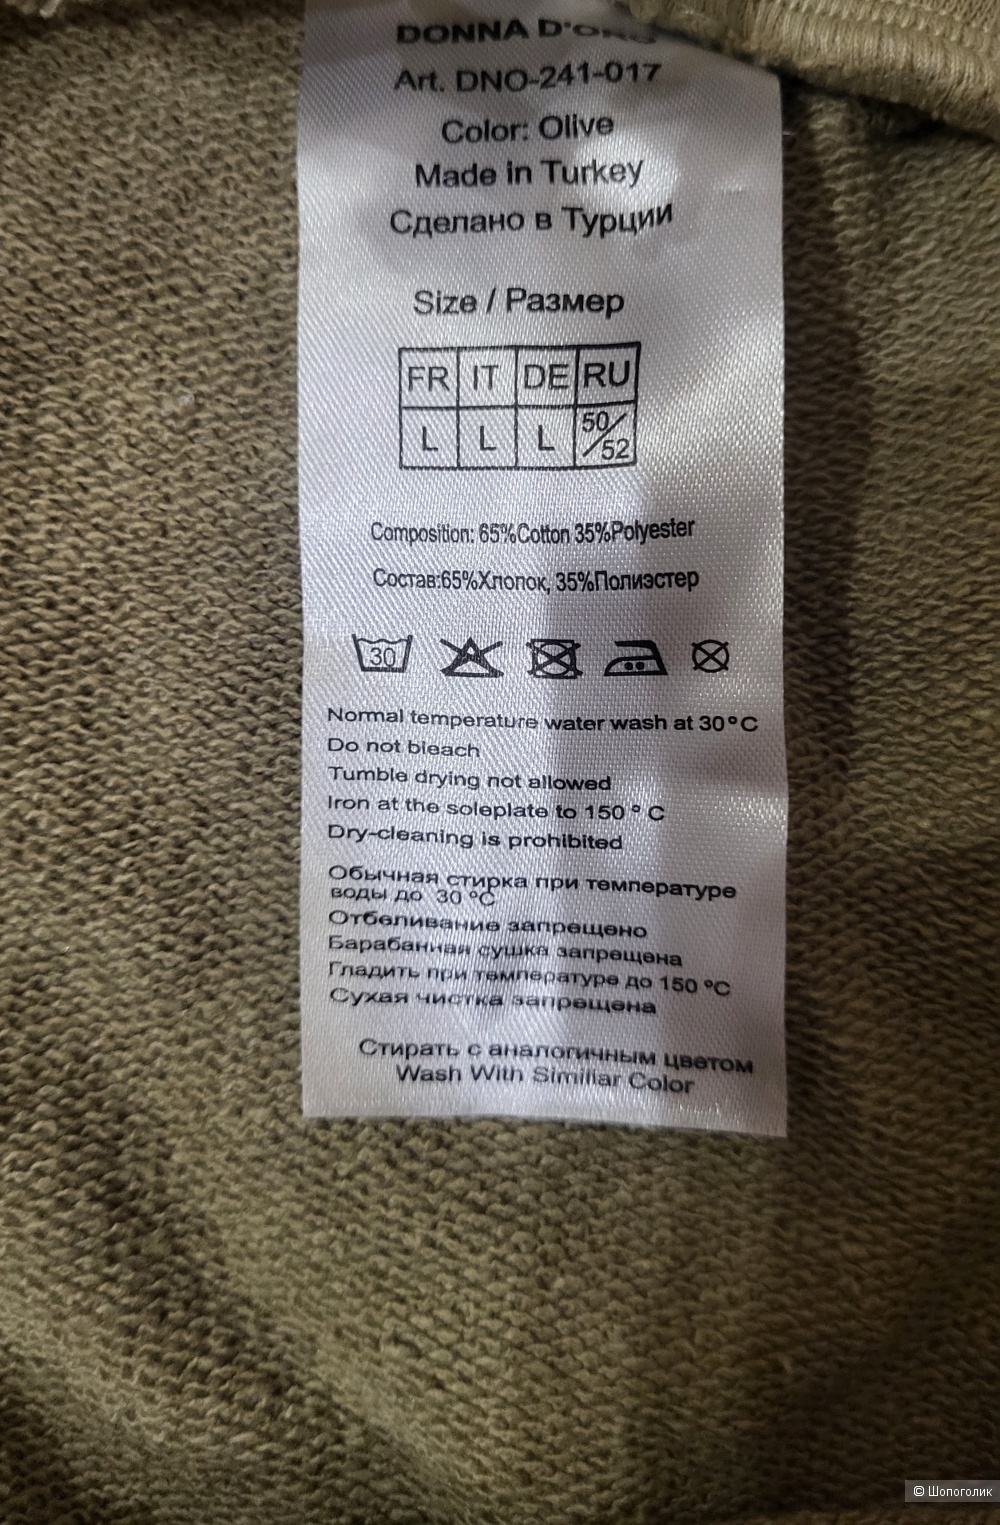 DONNA D'ORO
Art. DNO-241-017
Color: Olive
Made in Turkey
Сделано в Турции
Size / Размер
FR IT DE RU
L L L 50/52
Composition: 65%Cotton 35%Polyester
Состав:65%Хлопок, 35%Полиэстер
30
Normal temperature water wash at 30°C
Do not bleach
Tumble drying not allowed
Iron at the soleplate to 150 ° C
Dry-cleaning is prohibited
Обычная стирка при температуре
воды до 30 °C
Отбеливание запрещено
Барабанная сушка запрещена
Гладить при температуре до 150 °C
Сухая чистка запрещена
Стирать с аналогичным цветом
Wash With Simillar Color
© Шопоголик